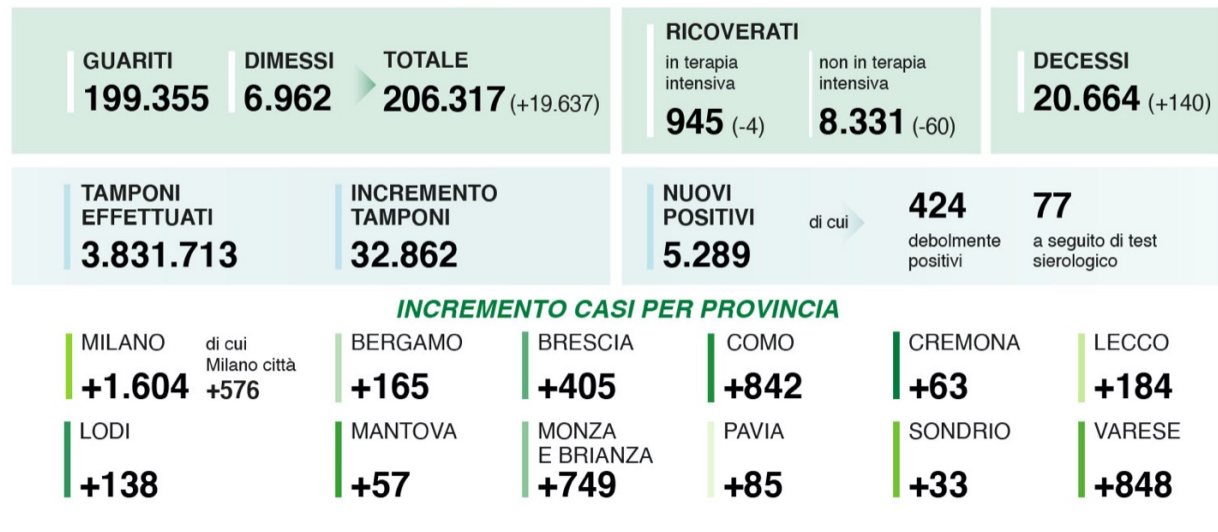 GUARITI
199.355
DIMESSI
6.962
TOTALE
206.317 (+19.637)
RICOVERATI
in terapia
intensiva
945 (-4)
non in terapia
intensiva
8.331 (-60)
DECESSI
20.664 (+140)
TAMPONI
EFFETTUATI
3.831.713
INCREMENTO
TAMPONI
32.862
NUOVI
POSITIVI
5.289
di cui
424
debolmente
positivi
77
a seguito di test
sierologico
INCREMENTO CASI PER PROVINCIA
MILANO
+1.604
di cui
Milano città
+576
BERGAMO
+165
BRESCIA
+405
COMO
+842
CREMONA
+63
LECCO
+184
LODI
+138
MANTOVA
+57
MONZA
E BRIANZA
+749
PAVIA
+85
SONDRIO
+33
VARESE
+848